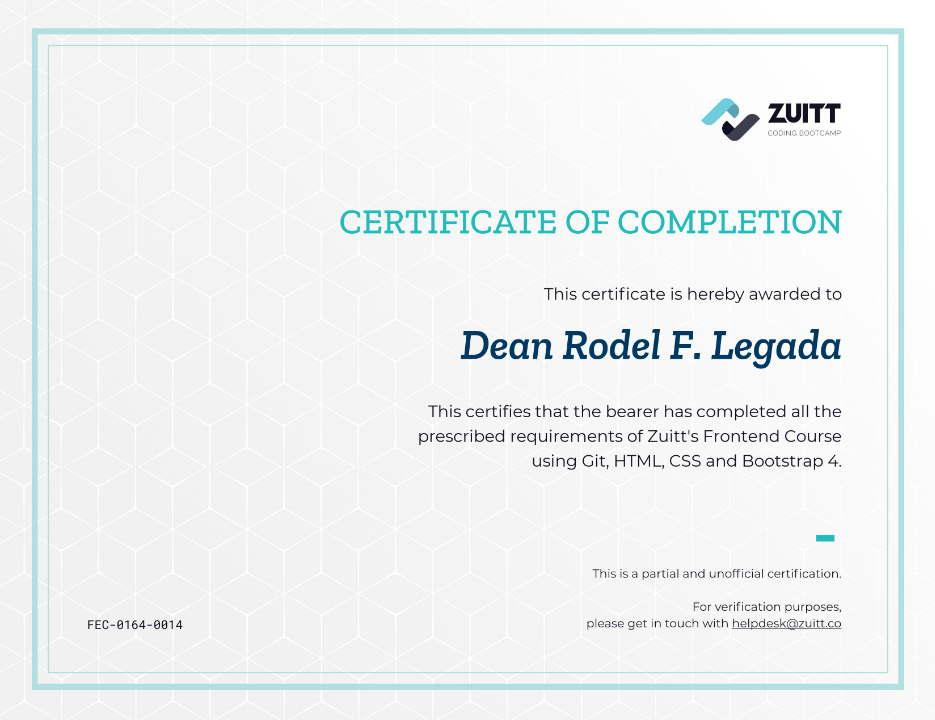 ZUITT
CODING BOOTCAMP
CERTIFICATE OF COMPLETION
This certificate is hereby awarded to
Dean Rodel F. Legada
This certifies that the bearer has completed all the
prescribed requirements of Zuitt's Frontend Course
using Git, HTML, CSS and Bootstrap 4.
This is a partial and unofficial certification.
For verification purposes,
please get in touch with helpdesk@zuitt.co
FEC-0164-0014